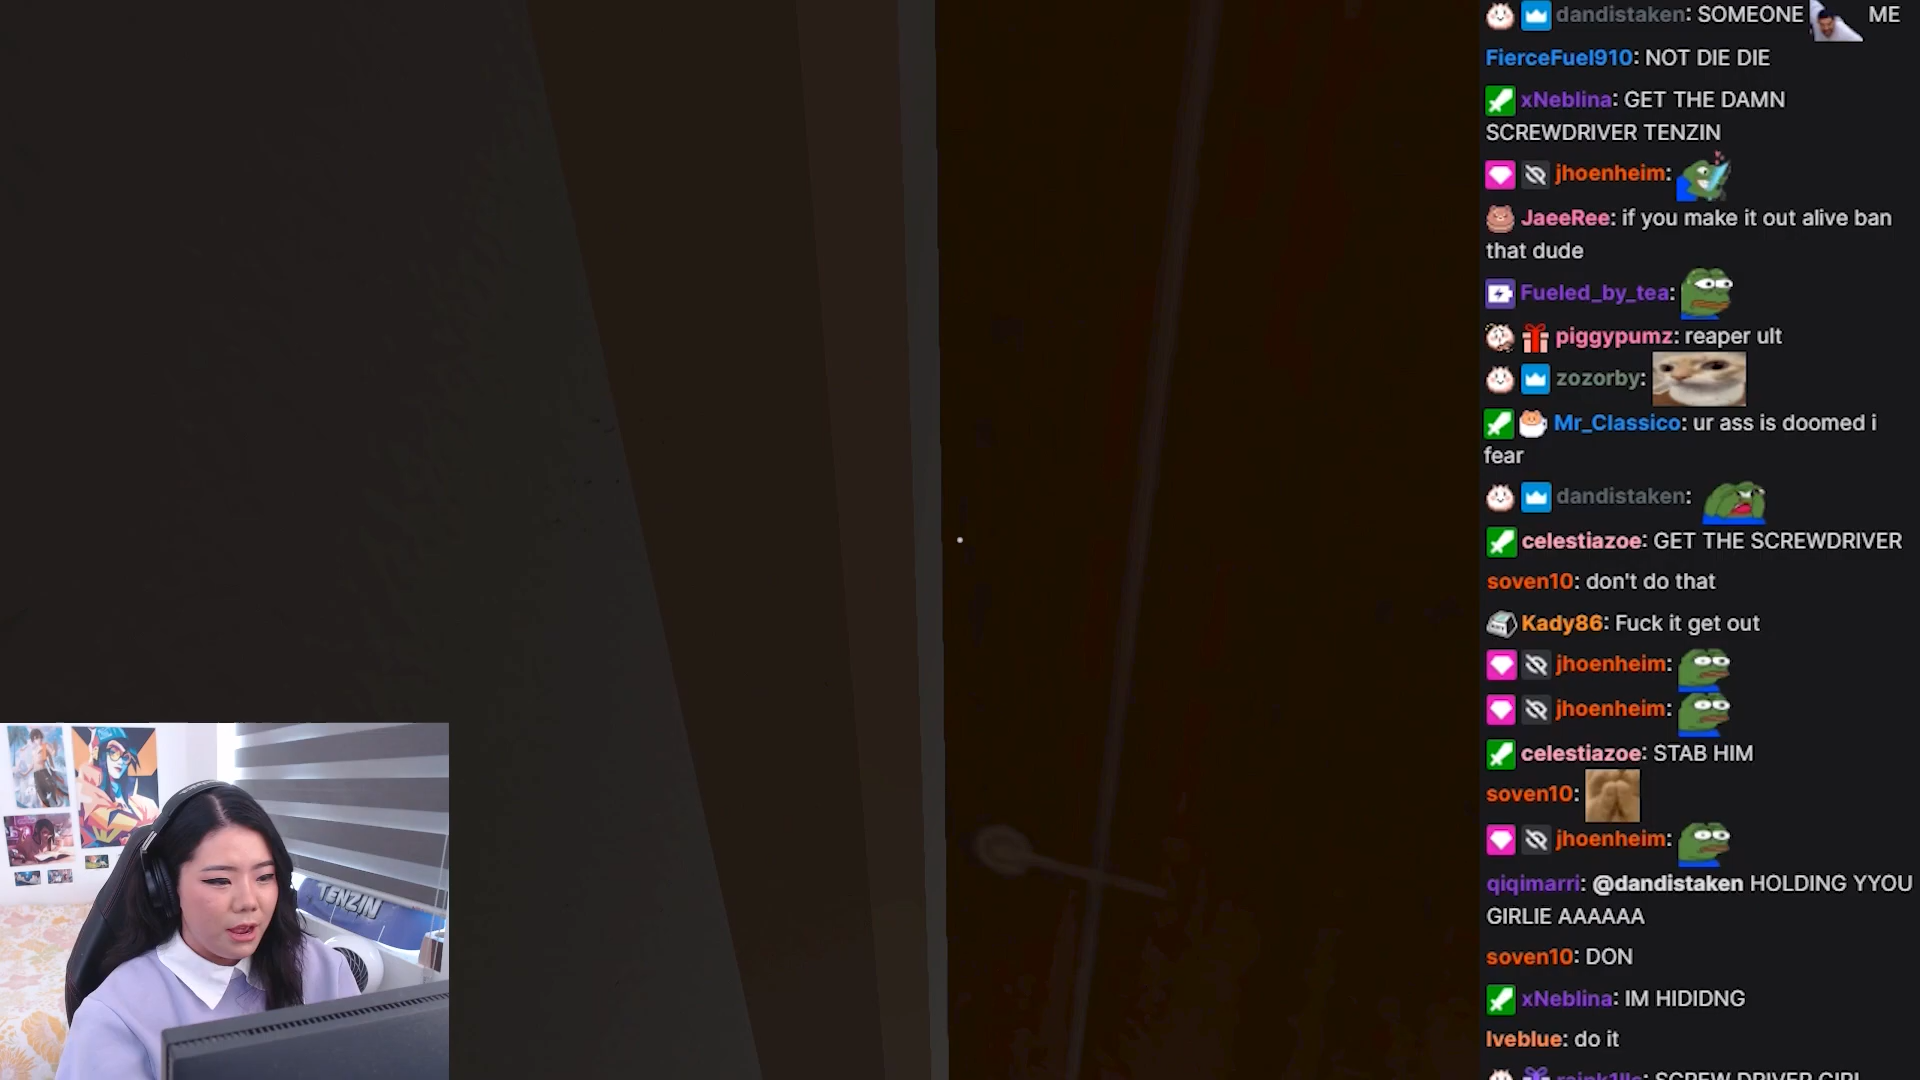 dandistaken: SOMEONE ME
FierceFuel910: NOT DIE DIE
xNeblina: GET THE DAMN
SCREWDRIVER TENZIN
jhoenheim:
JaeeRee: if you make it out alive ban
that dude
Fueled_by_tea:
piggypumz: reaper ult
zozorby:
Mr_Classico: ur ass is doomed i
fear
dandistaken:
celestiazoe: GET THE SCREWDRIVER
soven10: don't do that
Kady86: Fuck it get out
jhoenheim:
jhoenheim:
celestiazoe: STAB HIM
soven10:
jhoenheim:
qiqimarri: @dandistaken HOLDING YYOU
GIRLIE AAAAAA
soven10: DON
xNeblina: IM HIDIDNG
lveblue: do it
SCREW DRIVER GIRL
TENZIN